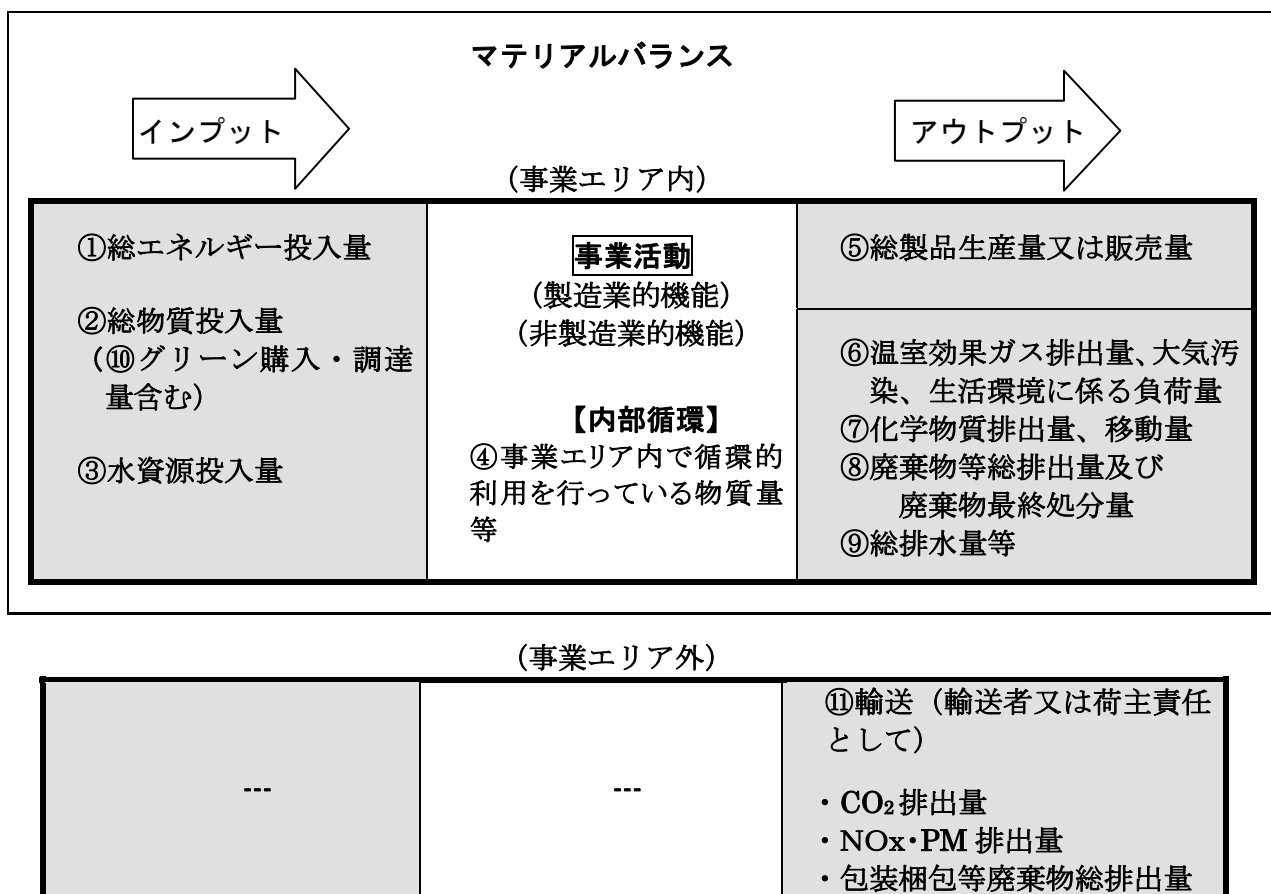 マテリアルバランス
インプット
アウトプット
(事業エリア内)
①総エネルギー投入量
②総物質投入量
(⑩グリーン購入・調達
量含む)
③水資源投入量
事業活動
(製造業的機能)
(非製造業的機能)
【内部循環】
④事業エリア内で循環的
利用を行っている物質量
等
⑤総製品生産量又は販売量
⑥温室効果ガス排出量、大気汚
染、生活環境に係る負荷量
⑦化学物質排出量、移動量
⑧廃棄物等総排出量及び
廃棄物最終処分量
⑨総排水量等
(事業エリア外)
---
---
⑪輸送（輸送者又は荷主責任
として）
・CO₂排出量
・NOx・PM 排出量
・包装梱包等廃棄物総排出量